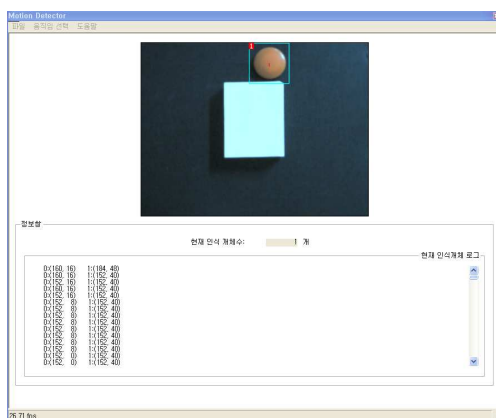 Motion Detector
파일 움직임 선택 도움말
1
정보창
현재 인식 개체수: 1 개
현재 인식개체 로그
0:(160, 16) 1:(184, 48)
0:(160, 16) 1:(152, 40)
0:(152, 16) 1:(152, 40)
0:(160, 16) 1:(152, 40)
0:(152, 16) 1:(152, 40)
0:(152, 8) 1:(152, 40)
0:(152, 8) 1:(152, 40)
0:(152, 8) 1:(152, 40)
0:(152, 8) 1:(152, 40)
0:(152, 8) 1:(152, 40)
0:(152, 8) 1:(152, 40)
0:(152, 8) 1:(152, 40)
0:(152, 0) 1:(152, 40)
0:(152, 0) 1:(152, 40)
26.71 fps